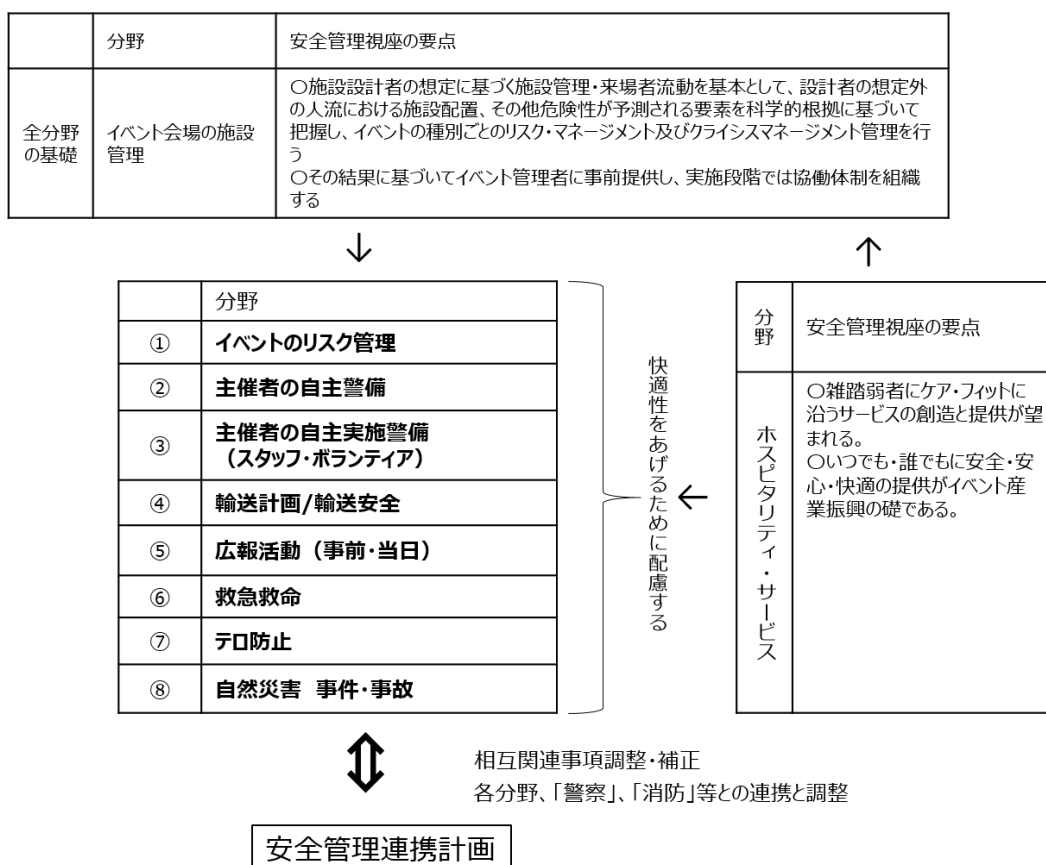 分野
安全管理視座の要点
全分野
の基礎
イベント会場の施設
管理
○施設設計者の想定に基づく施設管理・来場者流動を基本として、設計者の想定外
の人流における施設配置、その他危険性が予測される要素を科学的根拠に基づいて
把握し、イベントの種別ごとのリスク・マネージメント及びクライシスマネージメント管理を行
う
○その結果に基づいてイベント管理者に事前提供し、実施段階では協働体制を組織
する
↓
↑
分野
① イベントのリスク管理
② 主催者の自主警備
③ 主催者の自主実施警備
(スタッフ・ボランティア)
④ 輸送計画/輸送安全
⑤ 広報活動(事前・当日)
⑥ 救急救命
⑦ テロ防止
⑧ 自然災害 事件・事故
快適性をあげるために配慮する
←
分野
安全管理視座の要点
ホスピタリティ・サービス
○雑踏弱者にケア・フィットに
沿うサービスの創造と提供が望
まれる。
○いつでも・誰でもに安全・安
心・快適の提供がイベント産
業振興の礎である。
⇕
相互関連事項調整・補正
各分野、「警察」、「消防」等との連携と調整
安全管理連携計画